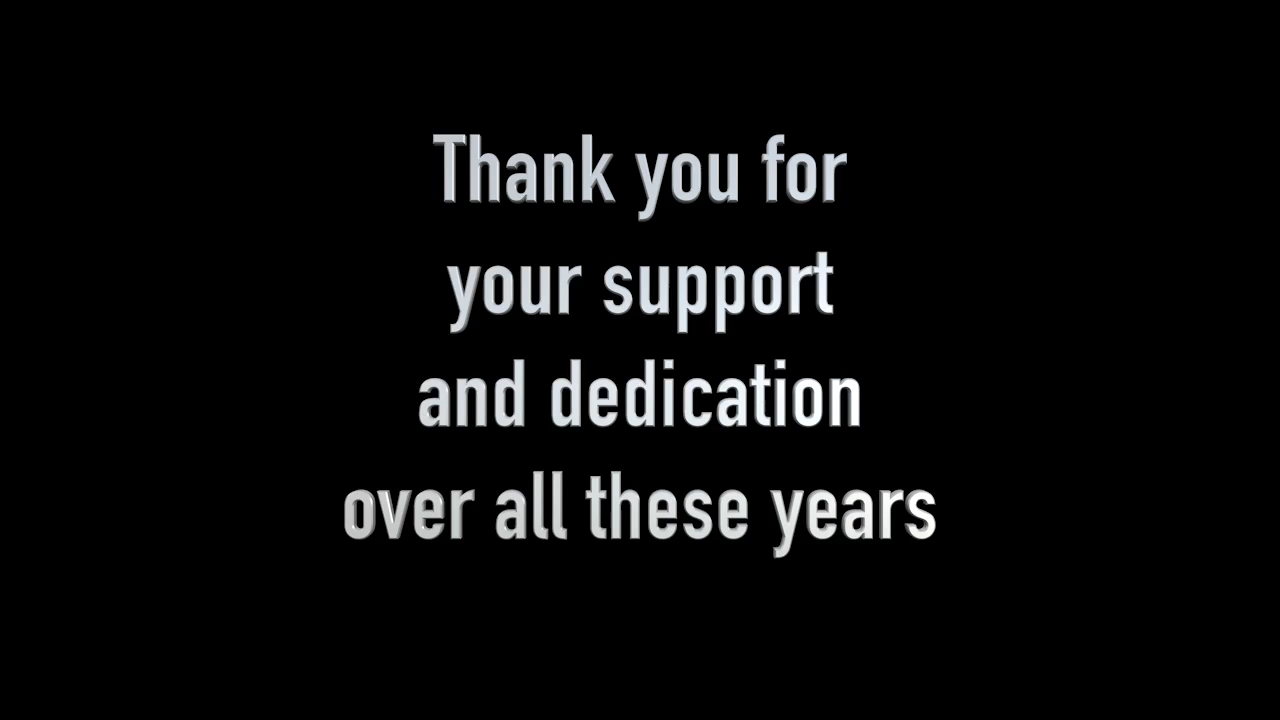 Thank you for
your support
and dedication
over all these years